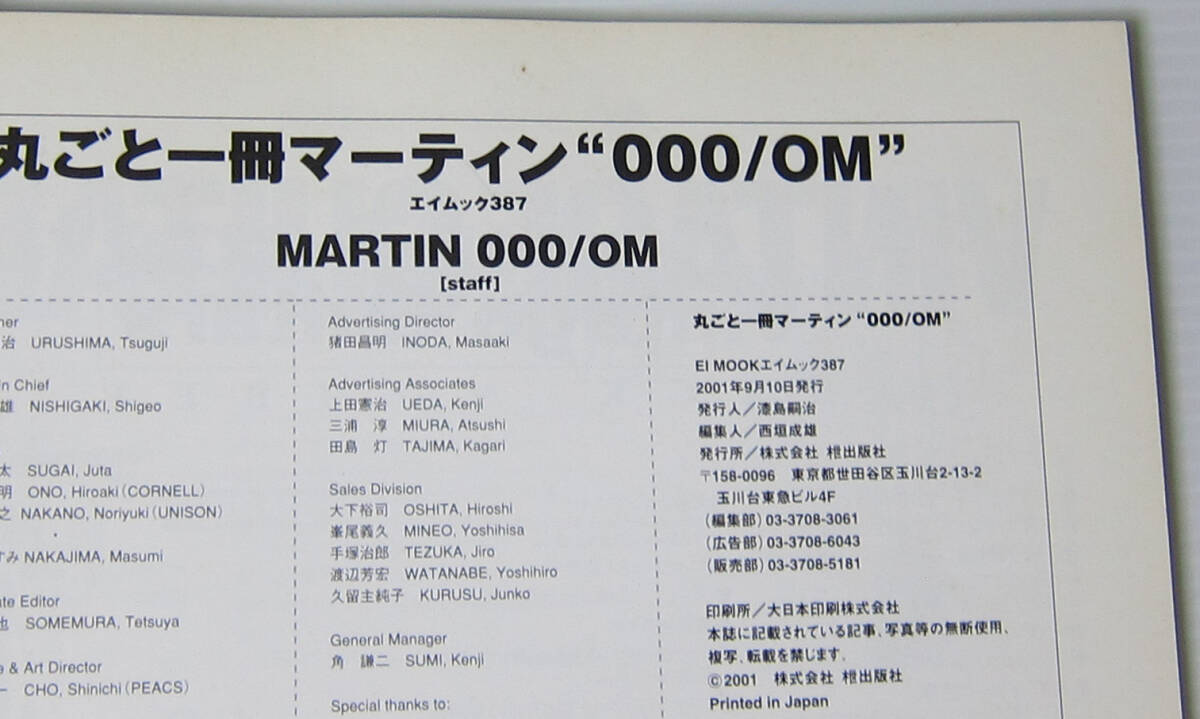 丸ごと一冊マーティン“000/OM”
エイムック387
MARTIN 000/OM
[staff]
治 URUSHIMA, Tsuguji
Chief
雄 NISHIGAKI, Shigeo
太 SUGAI, Juta
明 ONO, Hiroaki (CORNELL)
之 NAKANO, Noriyuki (UNISON)
すみ NAKAJIMA, Masumi
Editor
也 SOMEMURA, Tetsuya
& Art Director
一 CHO, Shinichi (PEACS)
Advertising Director
猪田昌明 INODA, Masaaki
Advertising Associates
上田憲治 UEDA, Kenji
三浦 淳 MIURA, Atsushi
田島 灯 TAJIMA, Kagari
Sales Division
大下裕司 OSHITA, Hiroshi
峯尾義久 MINEO, Yoshihisa
手塚治郎 TEZUKA, Jiro
渡辺芳宏 WATANABE, Yoshihiro
久留主純子 KURUSU, Junko
General Manager
角 謙二 SUMI, Kenji
Special thanks to:
丸ごと一冊マーティン“000/OM”
EI MOOKエイムック387
2001年9月10日発行
発行人／漆島嗣治
編集人／西垣成雄
発行所／株式会社 枻出版社
〒158-0096 東京都世田谷区玉川台2-13-2
玉川台東急ビル4F
(編集部) 03-3708-3061
(広告部) 03-3708-6043
(販売部) 03-3708-5181
印刷所／大日本印刷株式会社
本誌に記載されている記事、写真等の無断使用、
複写、転載を禁じます。
©2001 株式会社 枻出版社
Printed in Japan